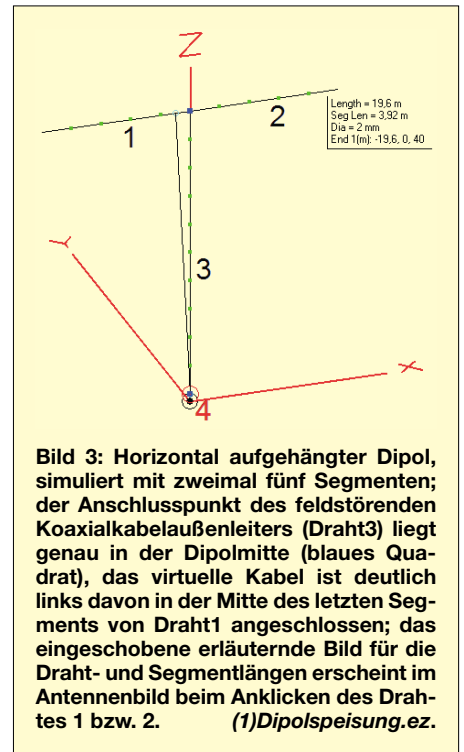 Z
1
2
Length = 19,6 m
Seg Len = 3,92 m
Dia = 2 mm
End 1(m): -19,6, 0, 40
3
Y
X
4
Bild 3: Horizontal aufgehängter Dipol,
simuliert mit zweimal fünf Segmenten;
der Anschlusspunkt des feldstörenden
Koaxialkabelaußenleiters (Draht3) liegt
genau in der Dipolmitte (blaues Qua-
drat), das virtuelle Kabel ist deutlich
links davon in der Mitte des letzten Seg-
ments von Draht1 angeschlossen; das
eingeschobene erläuternde Bild für die
Draht- und Segmentlängen erscheint im
Antennenbild beim Anklicken des Drah-
tes 1 bzw. 2. (1)Dipolspeisung.ez.